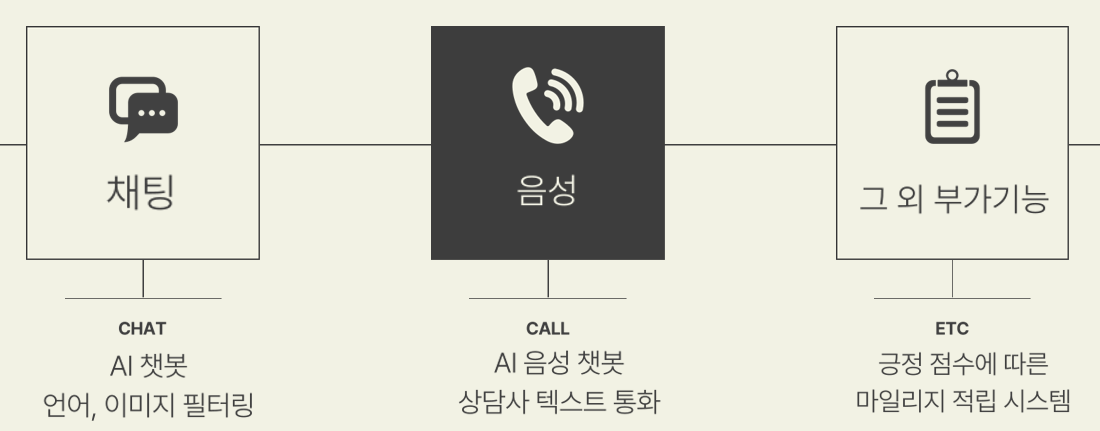 채팅
음성
그 외 부가기능
CHAT
AI 챗봇
언어, 이미지 필터링
CALL
AI 음성 챗봇
상담사 텍스트 통화
ETC
긍정 점수에 따른
마일리지 적립 시스템